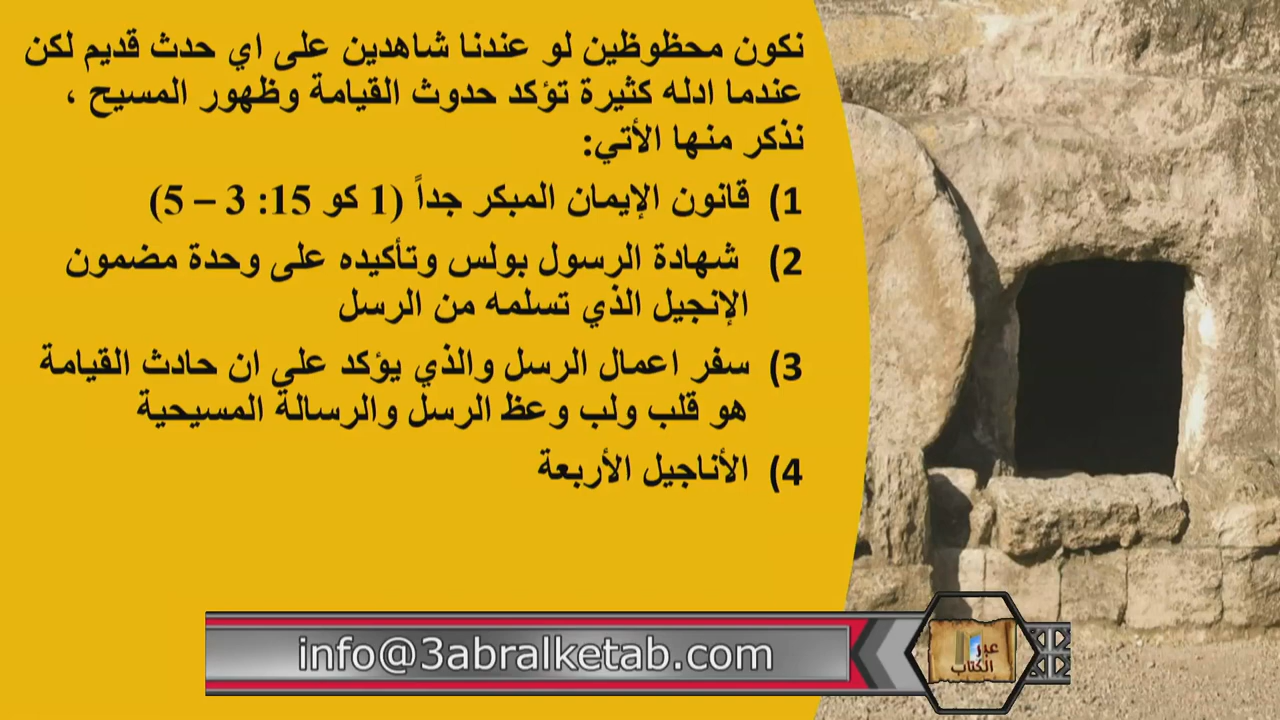 نكون محظوظين لو عندنا شاهدين على اي حدث قديم لكن
عندما ادله كثيرة تؤكد حدوث القيامة وظهور المسيح ،
نذكر منها الأتي:
1) قانون الإيمان المبكر جداً (1 كو 15: 3 – 5)
2) شهادة الرسول بولس وتأكيده على وحدة مضمون
الإنجيل الذي تسلمه من الرسل
3) سفر اعمال الرسل والذي يؤكد على ان حادث القيامة
هو قلب ولب وعظ الرسل والرسالة المسيحية
4) الأناجيل الأربعة
info@3abralketab.com
عبر
الكتاب